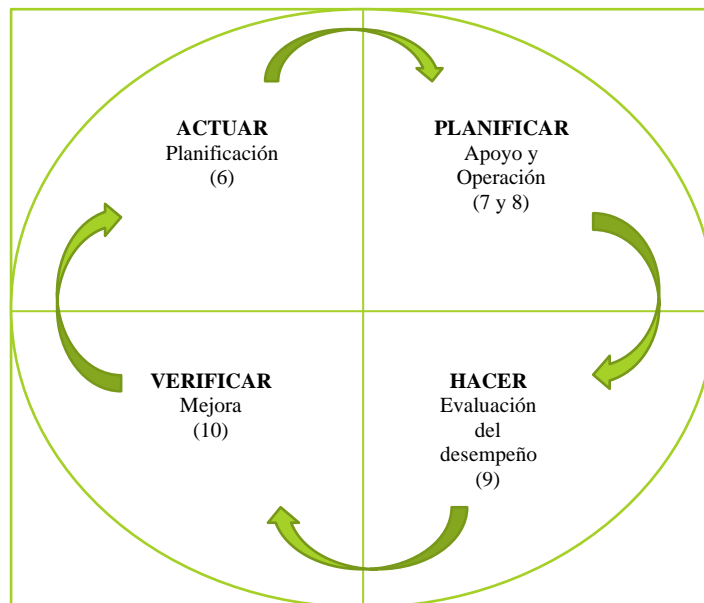 ACTUAR
Planificación
(6)
PLANIFICAR
Apoyo y
Operación
(7 y 8)
VERIFICAR
Mejora
(10)
HACER
Evaluación
del
desempeño
(9)